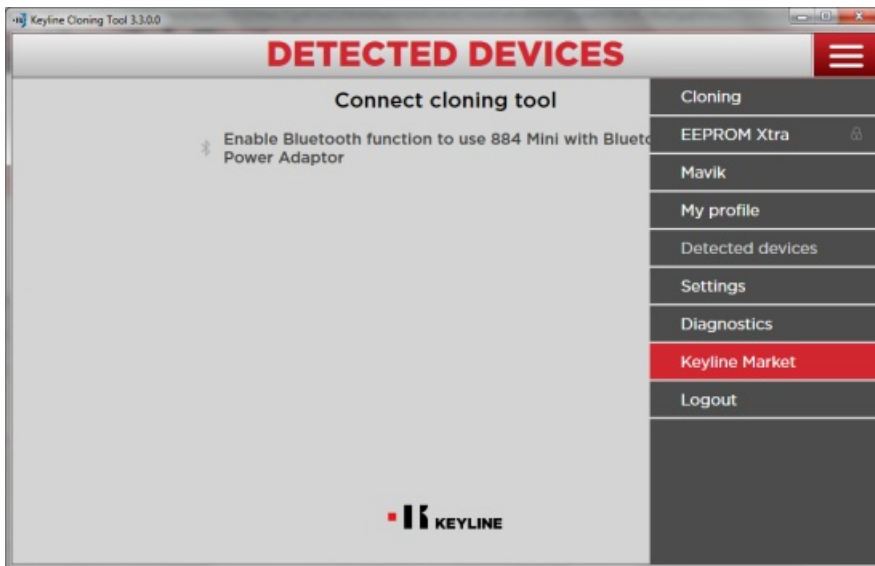 Keyline Cloning Tool 3.3.0.0
DETECTED DEVICES
Connect cloning tool
Enable Bluetooth function to use 884 Mini with Blueto
Power Adaptor
Cloning
EEPROM Xtra
Mavik
My profile
Detected devices
Settings
Diagnostics
Keyline Market
Logout
KEYLINE